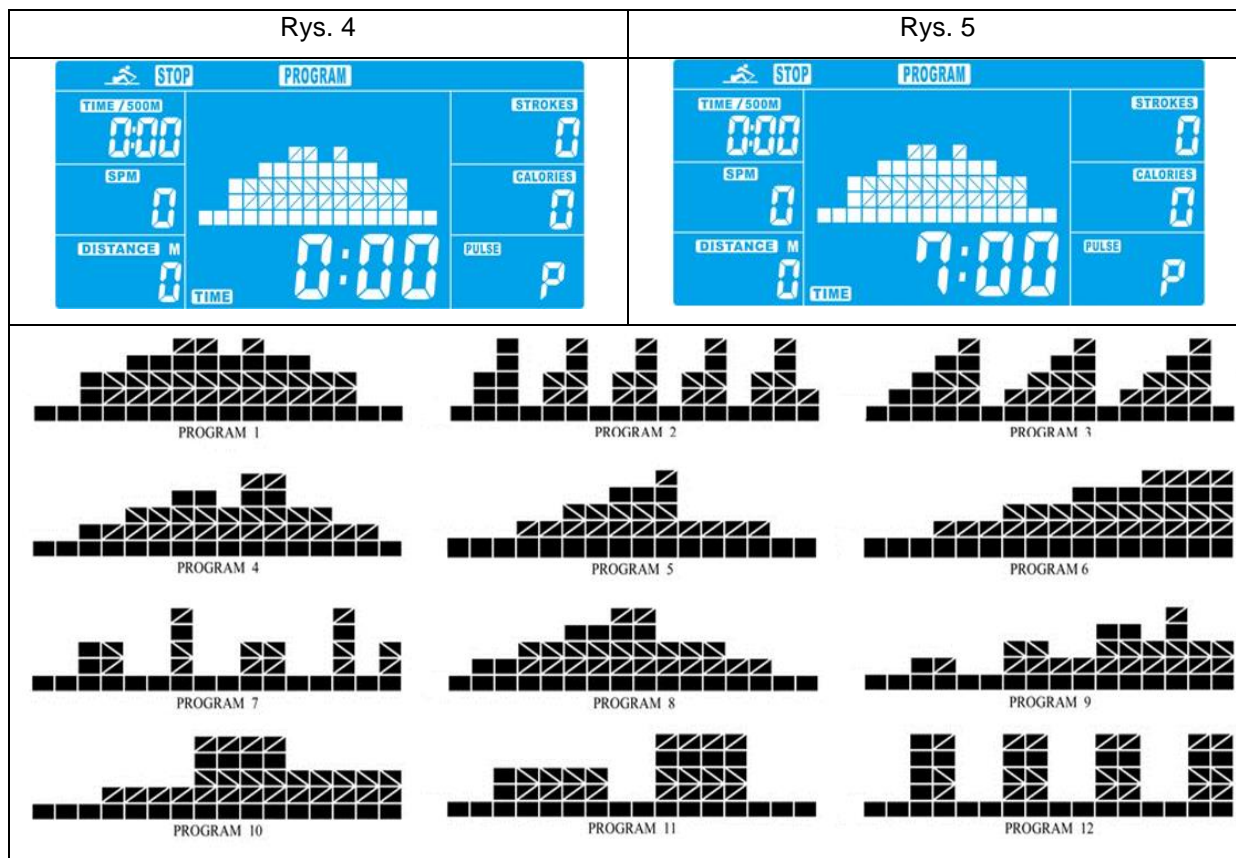 Rys. 4
Rys. 5
STOP PROGRAM
TIME / 500M
0:00
SPM
0
DISTANCE M
0
TIME
0:00
STROKES
0
CALORIES
0
PULSE
P
STOP PROGRAM
TIME / 500M
0:00
SPM
0
DISTANCE M
0
TIME
7:00
STROKES
0
CALORIES
0
PULSE
P
PROGRAM 1
PROGRAM 2
PROGRAM 3
PROGRAM 4
PROGRAM 5
PROGRAM 6
PROGRAM 7
PROGRAM 8
PROGRAM 9
PROGRAM 10
PROGRAM 11
PROGRAM 12